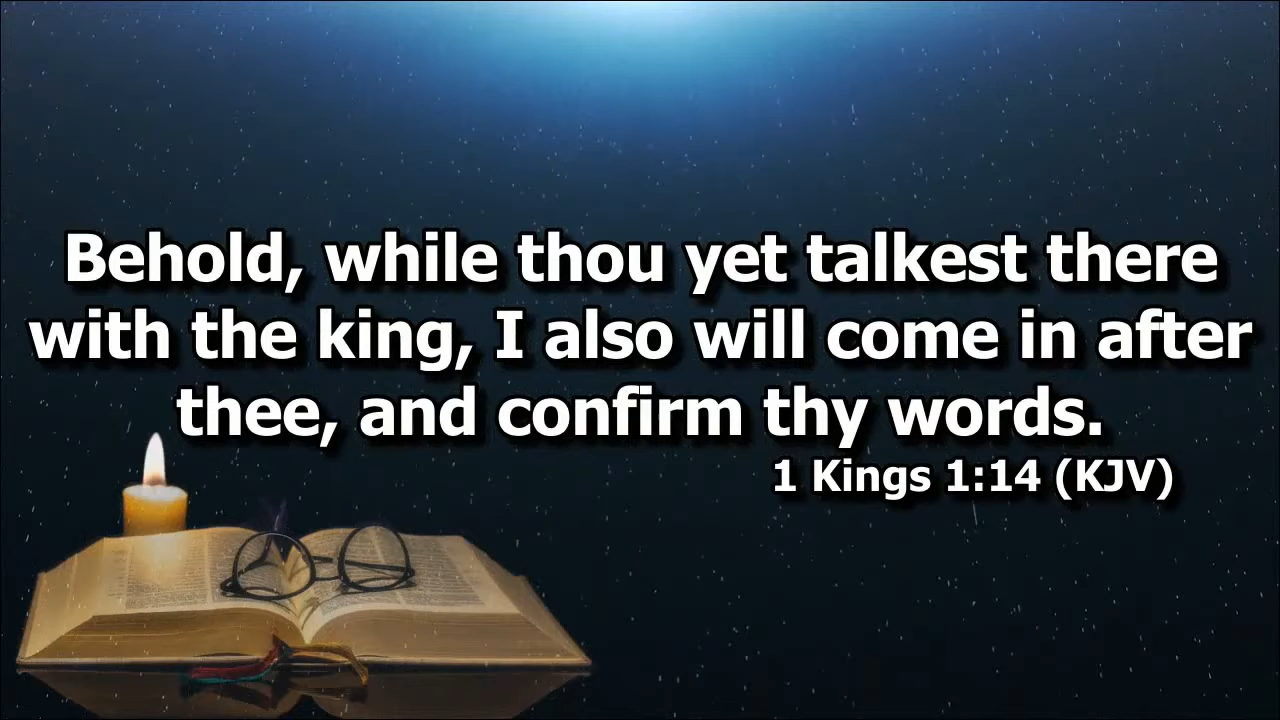 Behold, while thou yet talkest there
with the king, I also will come in after
thee, and confirm thy words.
1 Kings 1:14 (KJV)